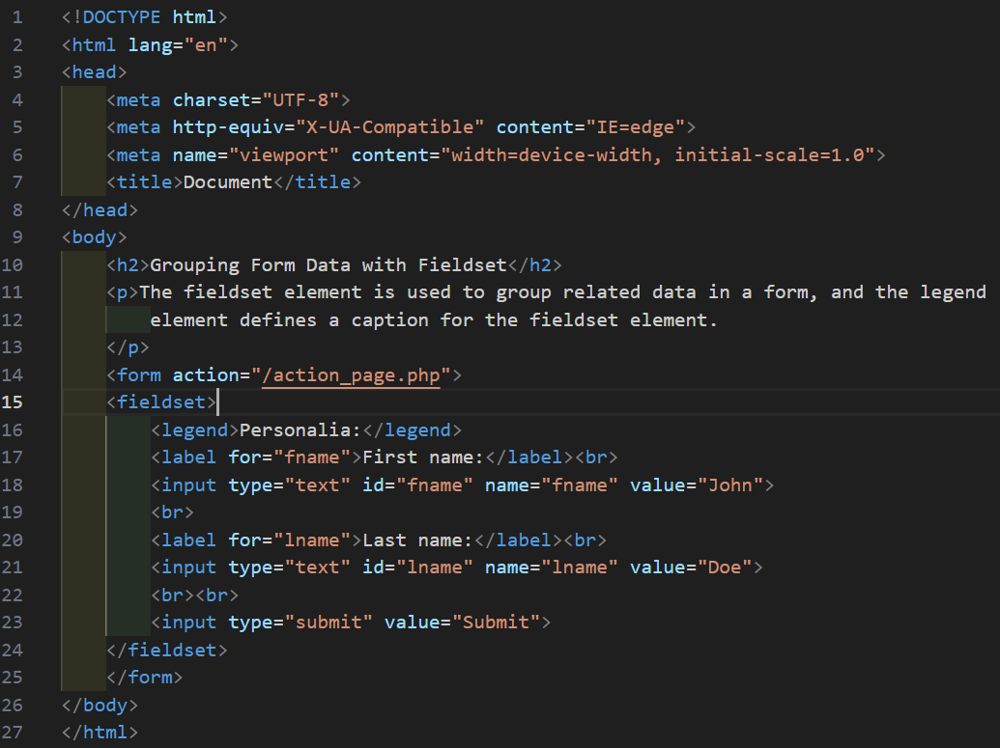 1 <!DOCTYPE html>
2 <html lang="en">
3 <head>
4     <meta charset="UTF-8">
5     <meta http-equiv="X-UA-Compatible" content="IE=edge">
6     <meta name="viewport" content="width=device-width, initial-scale=1.0">
7     <title>Document</title>
8 </head>
9 <body>
10     <h2>Grouping Form Data with Fieldset</h2>
11     <p>The fieldset element is used to group related data in a form, and the legend
12         element defines a caption for the fieldset element.
13     </p>
14     <form action="/action_page.php">
15     <fieldset>
16         <legend>Personalia:</legend>
17         <label for="fname">First name:</label><br>
18         <input type="text" id="fname" name="fname" value="John">
19         <br>
20         <label for="lname">Last name:</label><br>
21         <input type="text" id="lname" name="lname" value="Doe">
22         <br><br>
23         <input type="submit" value="Submit">
24     </fieldset>
25     </form>
26 </body>
27 </html>